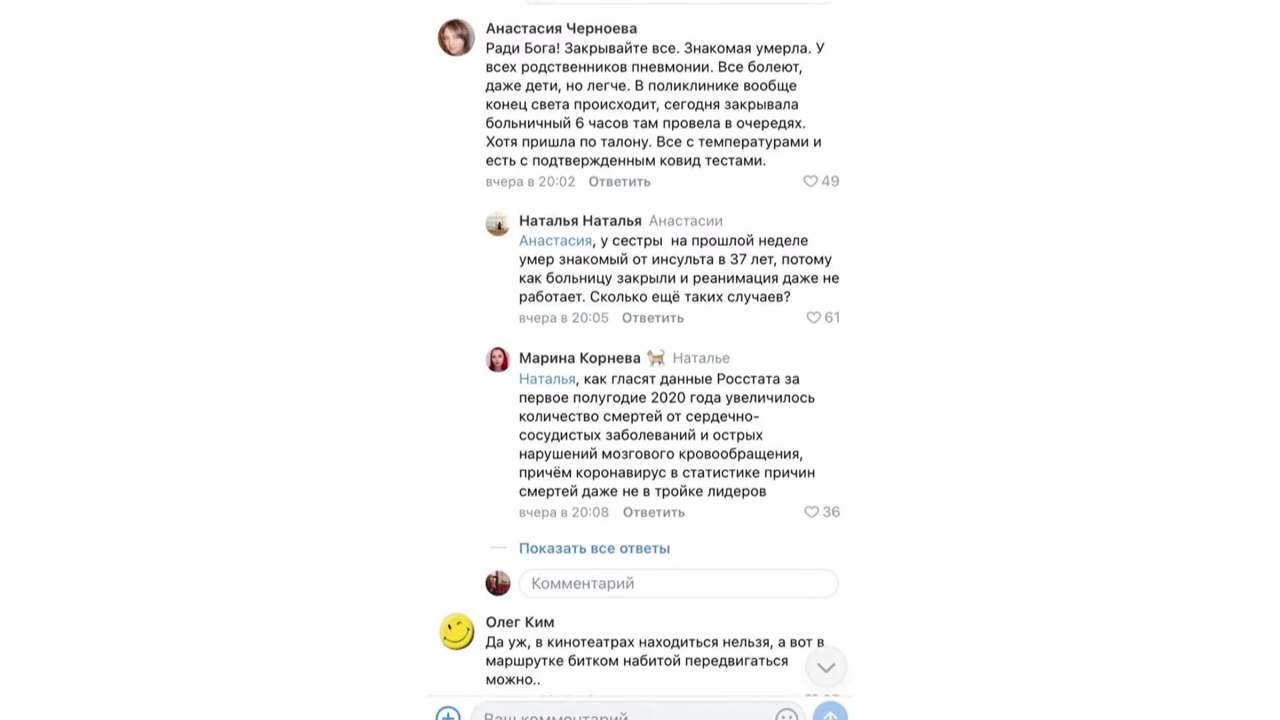 Анастасия Черноева
Ради Бога! Закрывайте все. Знакомая умерла. У
всех родственников пневмонии. Все болеют,
даже дети, но легче. В поликлинике вообще
конец света происходит, сегодня закрывала
больничный 6 часов там провела в очередях.
Хотя пришла по талону. Все с температурами и
есть с подтвержденным ковид тестами.
вчера в 20:02 Ответить 49
Наталья Наталья Анастасии
Анастасия, у сестры на прошлой неделе
умер знакомый от инсульта в 37 лет, потому
как больницу закрыли и реанимация даже не
работает. Сколько ещё таких случаев?
вчера в 20:05 Ответить 61
Марина Корнева Наталье
Наталья, как гласят данные Росстата за
первое полугодие 2020 года увеличилось
количество смертей от сердечно-
сосудистых заболеваний и острых
нарушений мозгового кровообращения,
причём коронавирус в статистике причин
смертей даже не в тройке лидеров
вчера в 20:08 Ответить 36
Показать все ответы
Комментарий
Олег Ким
Да уж, в кинотеатрах находиться нельзя, а вот в
маршрутке битком набитой передвигаться
можно..
Ваш комментарий